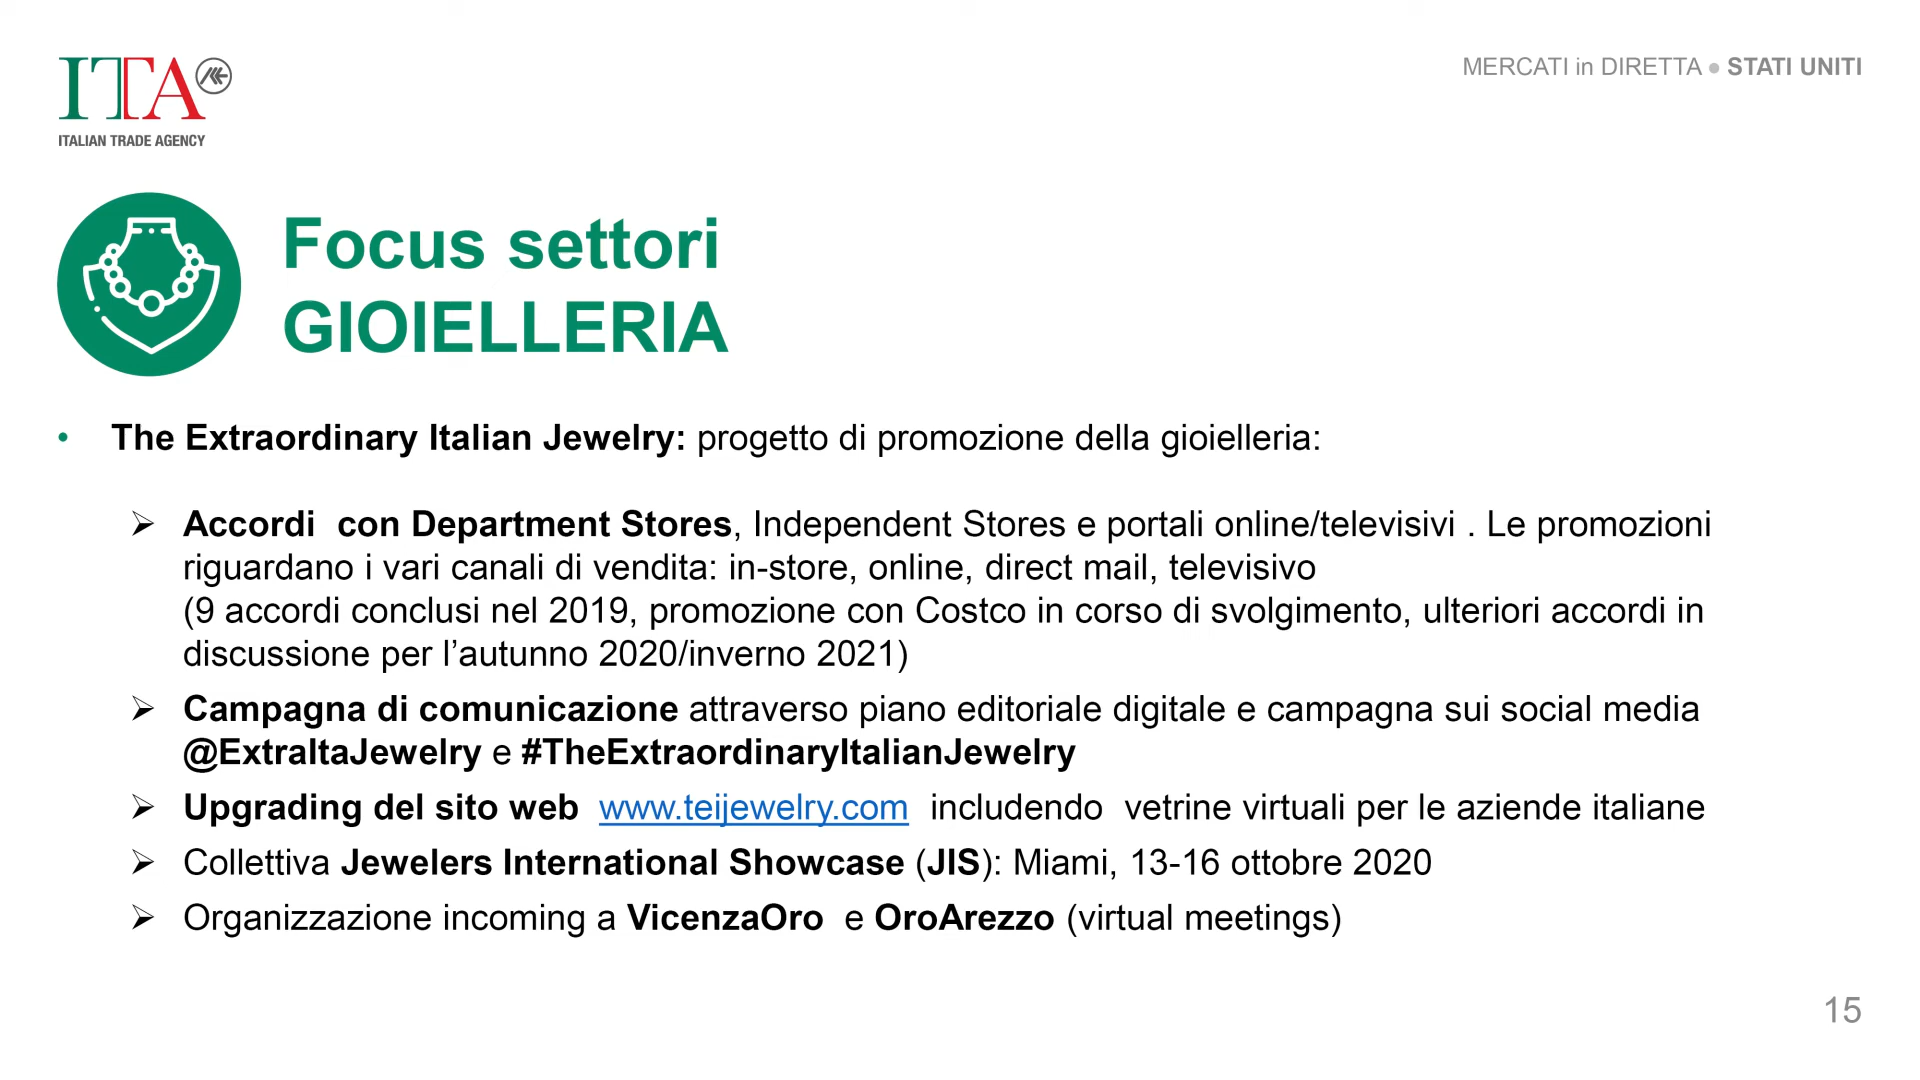 ITA
ITALIAN TRADE AGENCY
MERCATI in DIRETTA ● STATI UNITI
Focus settori
GIOIELLERIA
• The Extraordinary Italian Jewelry: progetto di promozione della gioielleria:
➢ Accordi  con Department Stores, Independent Stores e portali online/televisivi . Le promozioni
riguardano i vari canali di vendita: in-store, online, direct mail, televisivo
(9 accordi conclusi nel 2019, promozione con Costco in corso di svolgimento, ulteriori accordi in
discussione per l’autunno 2020/inverno 2021)
➢ Campagna di comunicazione attraverso piano editoriale digitale e campagna sui social media
@ExtraItaJewelry e #TheExtraordinaryItalianJewelry
➢ Upgrading del sito web  www.teijewelry.com  includendo  vetrine virtuali per le aziende italiane
➢ Collettiva Jewelers International Showcase (JIS): Miami, 13-16 ottobre 2020
➢ Organizzazione incoming a VicenzaOro  e OroArezzo (virtual meetings)
15